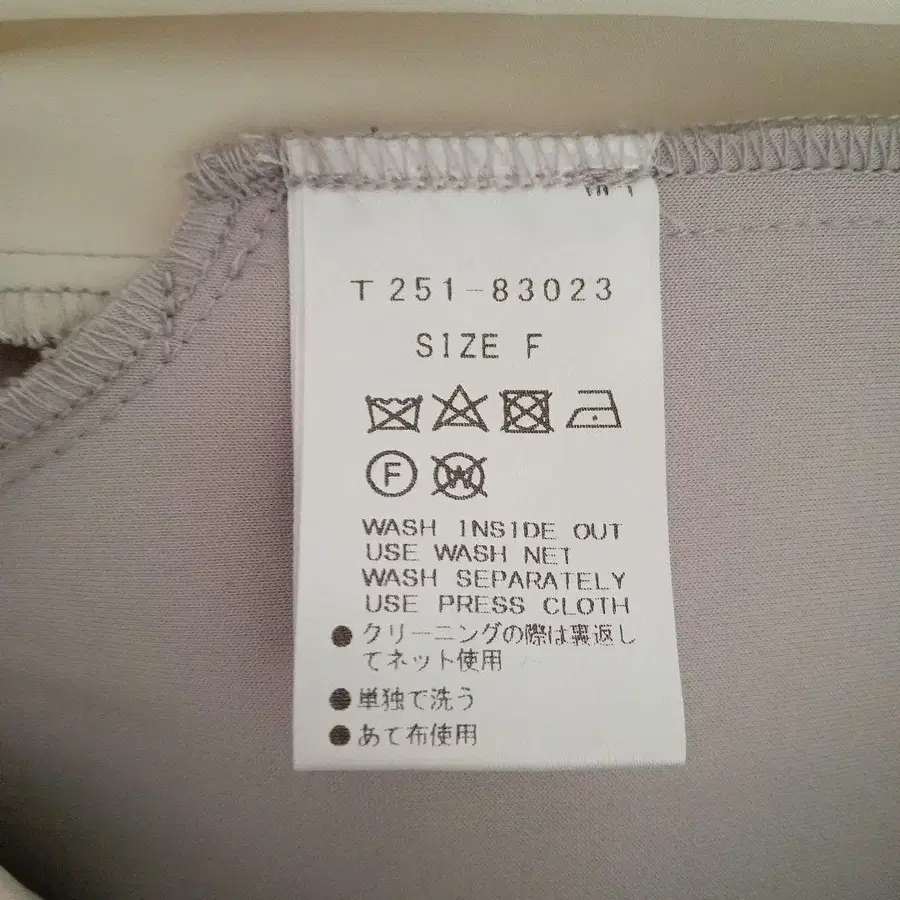 T251-83023
SIZE F
F
W
WASH INSIDE OUT
USE WASH NET
WASH SEPARATELY
USE PRESS CLOTH
●クリーニングの際は裏返し
てネット使用
●単独で洗う
●あて布使用